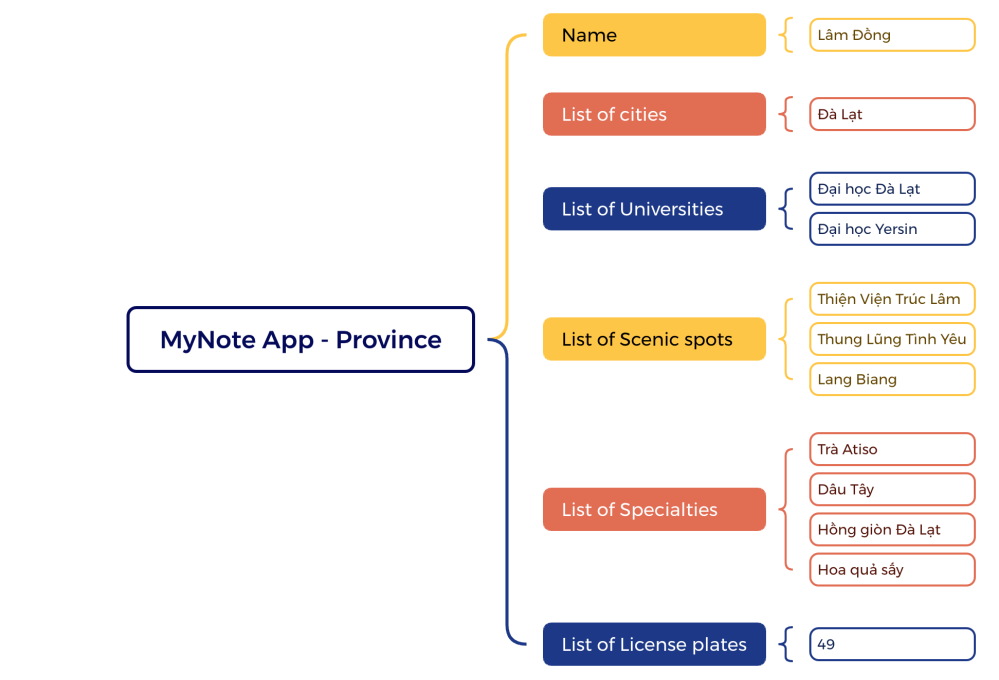 Name
Lâm Đồng
List of cities
Đà Lạt
List of Universities
Đại học Đà Lạt
Đại học Yersin
MyNote App - Province
List of Scenic spots
Thiện Viện Trúc Lâm
Thung Lũng Tình Yêu
Lang Biang
List of Specialties
Trà Atiso
Dâu Tây
Hồng giòn Đà Lạt
Hoa quả sắy
List of License plates
49